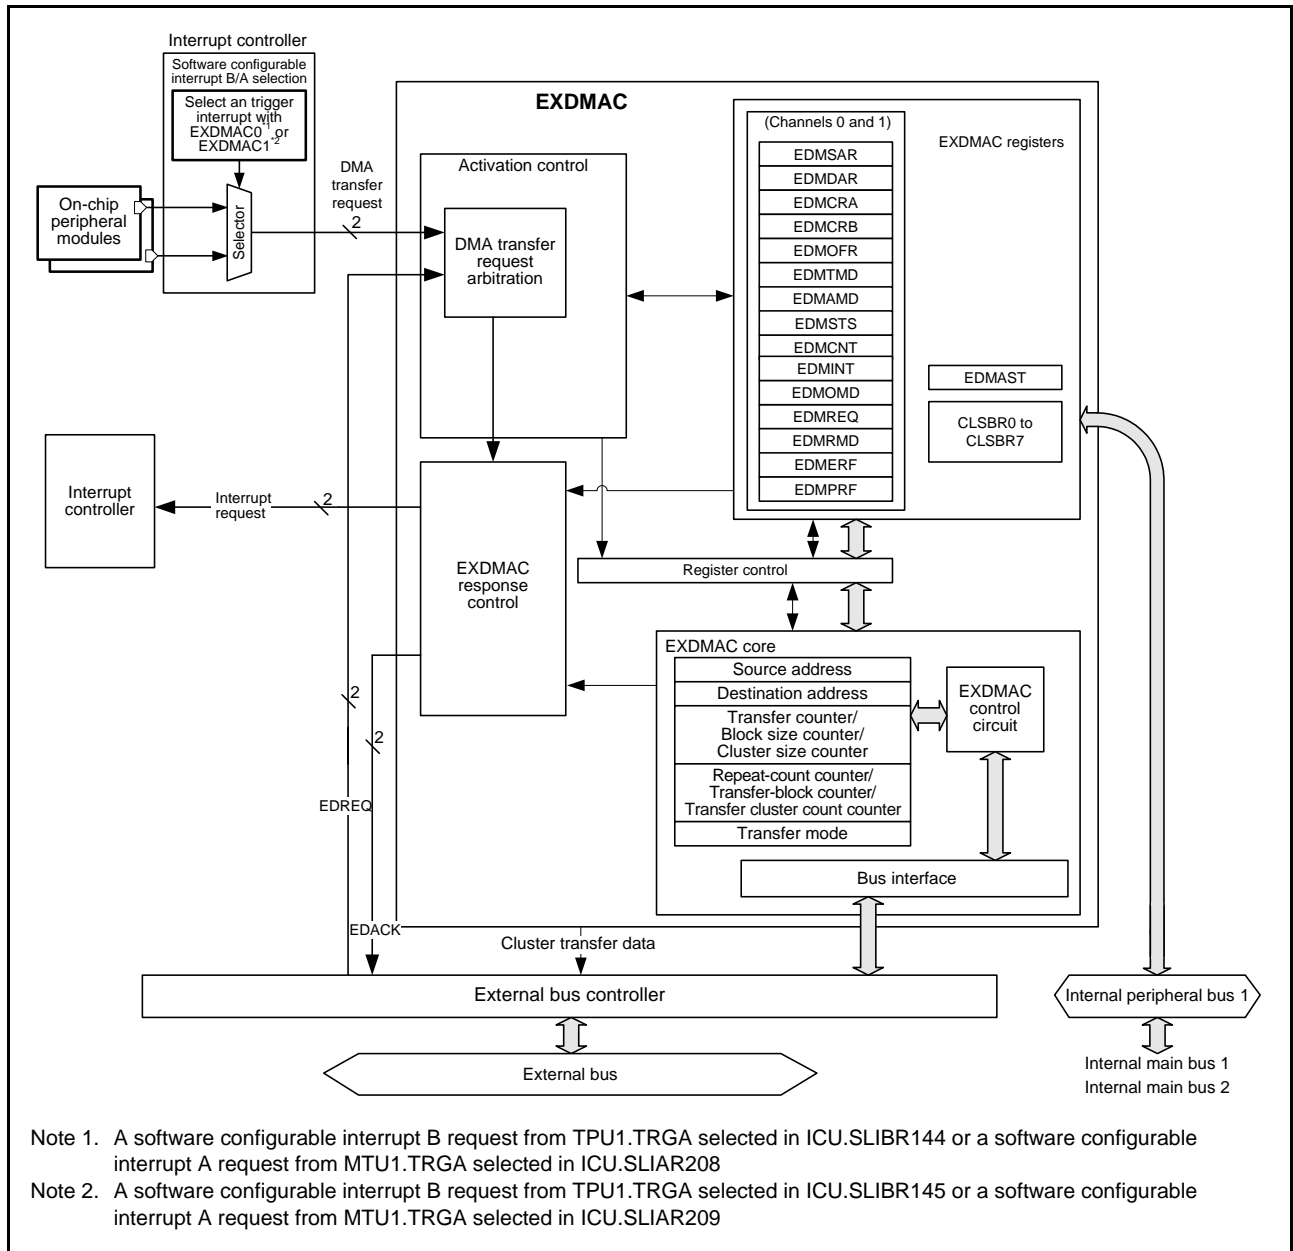 Interrupt controller
Software configurable
interrupt B/A selection
Select an trigger
interrupt with
EXDMAC0*1 or
EXDMAC1*2
On-chip
peripheral
modules
Selector
DMA
transfer
request
2
EXDMAC
Activation control
DMA transfer
request
arbitration
(Channels 0 and 1)
EXDMAC registers
EDMSAR
EDMDAR
EDMCRA
EDMCRB
EDMOFR
EDMTMD
EDMAMD
EDMSTS
EDMCNT
EDMINT
EDMOMD
EDMREQ
EDMRMD
EDMERF
EDMPRF
EDMAST
CLSBR0 to
CLSBR7
Interrupt
controller
Interrupt
request
2
EXDMAC
response
control
Register control
EXDMAC core
Source address
Destination address
Transfer counter/
Block size counter/
Cluster size counter
Repeat-count counter/
Transfer-block counter/
Transfer cluster count counter
Transfer mode
EXDMAC
control
circuit
Bus interface
2
2
EDREQ
EDACK
Cluster transfer data
External bus controller
Internal peripheral bus 1
External bus
Internal main bus 1
Internal main bus 2
Note 1. A software configurable interrupt B request from TPU1.TRGA selected in ICU.SLIBR144 or a software configurable
interrupt A request from MTU1.TRGA selected in ICU.SLIAR208
Note 2. A software configurable interrupt B request from TPU1.TRGA selected in ICU.SLIBR145 or a software configurable
interrupt A request from MTU1.TRGA selected in ICU.SLIAR209